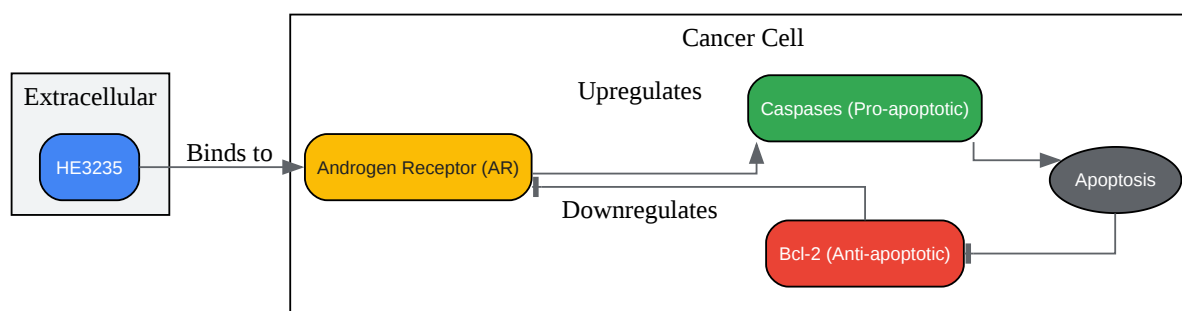 Cancer Cell
Extracellular
HE3235
Binds to
Androgen Receptor (AR)
Upregulates
Caspases (Pro-apoptotic)
Downregulates
Bcl-2 (Anti-apoptotic)
Apoptosis